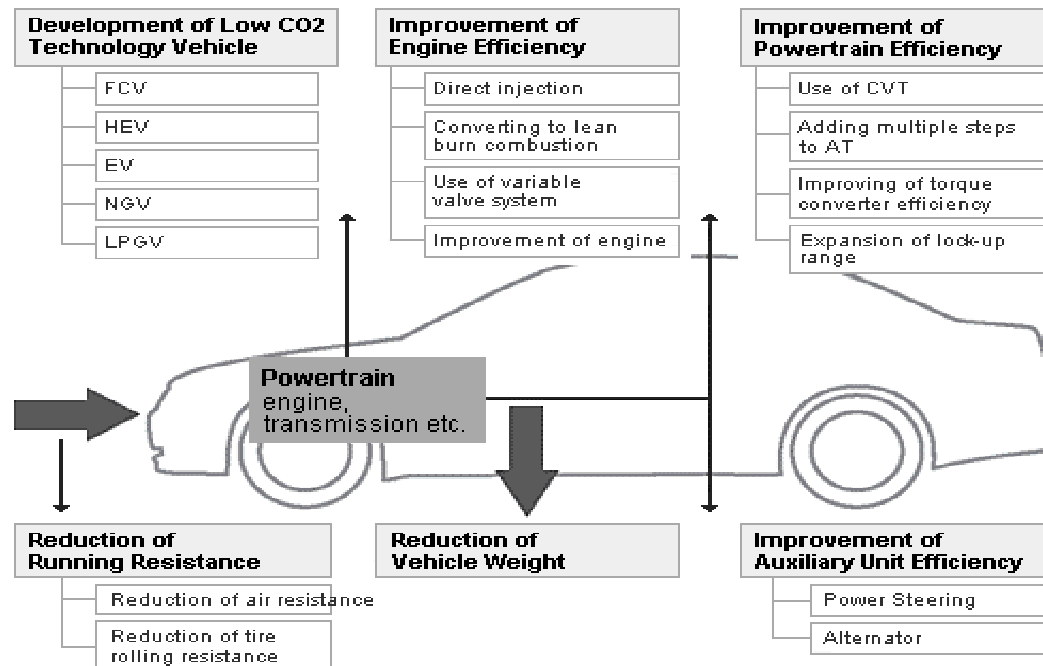 Development of Low CO2
Technology Vehicle
FCV
HEV
EV
NGV
LPGV
Improvement of
Engine Efficiency
Direct injection
Converting to lean
burn combustion
Use of variable
valve system
Improvement of engine
Improvement of
Powertrain Efficiency
Use of CVT
Adding multiple steps
to AT
Improving of torque
converter efficiency
Expansion of lock-up
range
Powertrain
engine,
transmission etc.
Reduction of
Running Resistance
Reduction of air resistance
Reduction of tire
rolling resistance
Reduction of
Vehicle Weight
Improvement of
Auxiliary Unit Efficiency
Power Steering
Alternator